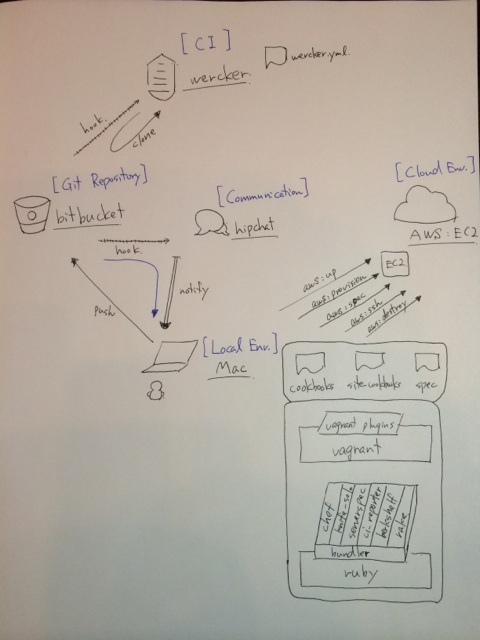 [CI]
wercker
wercker.yml
hook
clone
[Git Repository]
bitbucket
[Communication]
hipchat
[Cloud Env.]
AWS:EC2
hook
notify
push
EC2
aws:up
aws:provision
aws:spec
aws:ssh
aws:destroy
[Local Env.]
Mac
cookbooks
site-cookbooks
spec
vagrant plugins
vagrant
chef
knife-solo
serverspec
ci-reporter
berkshelf
rake
bundler
ruby